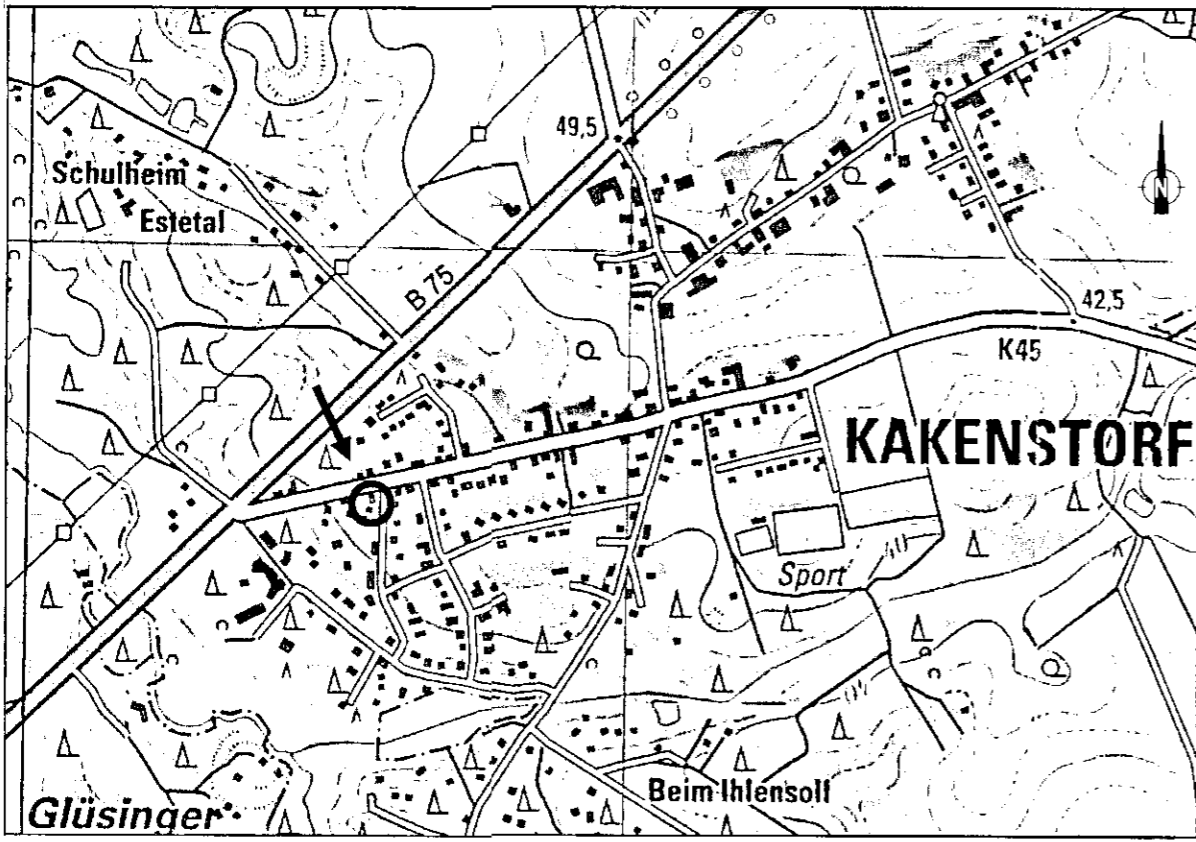 49,5
Schulheim
Estetal
N
B 75
42,5
K45
KAKENSTORF
Sport
Beim Ihlensoll
Glüsinger